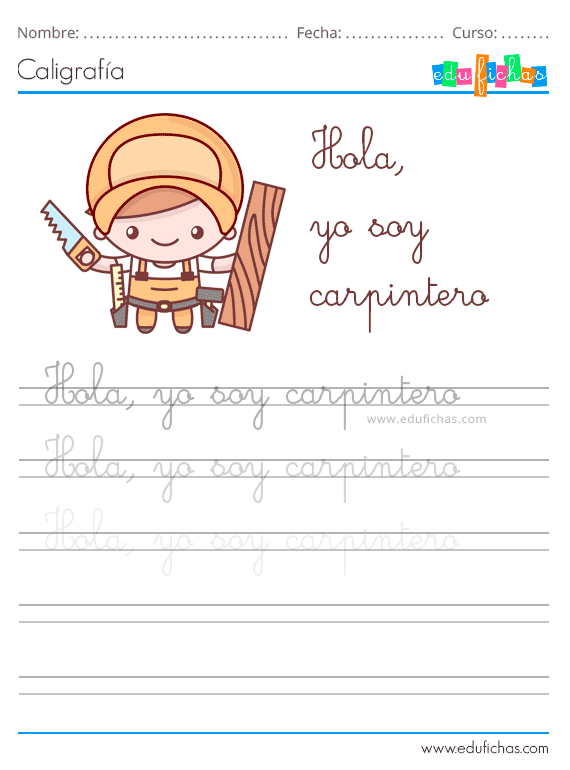 Nombre: .................................. Fecha: ................ Curso: ........
Caligrafía edufichas
Hola,
yo soy
carpintero
Hola, yo soy carpintero
www.edufichas.com
Hola, yo soy carpintero
Hola, yo soy carpintero
www.edufichas.com